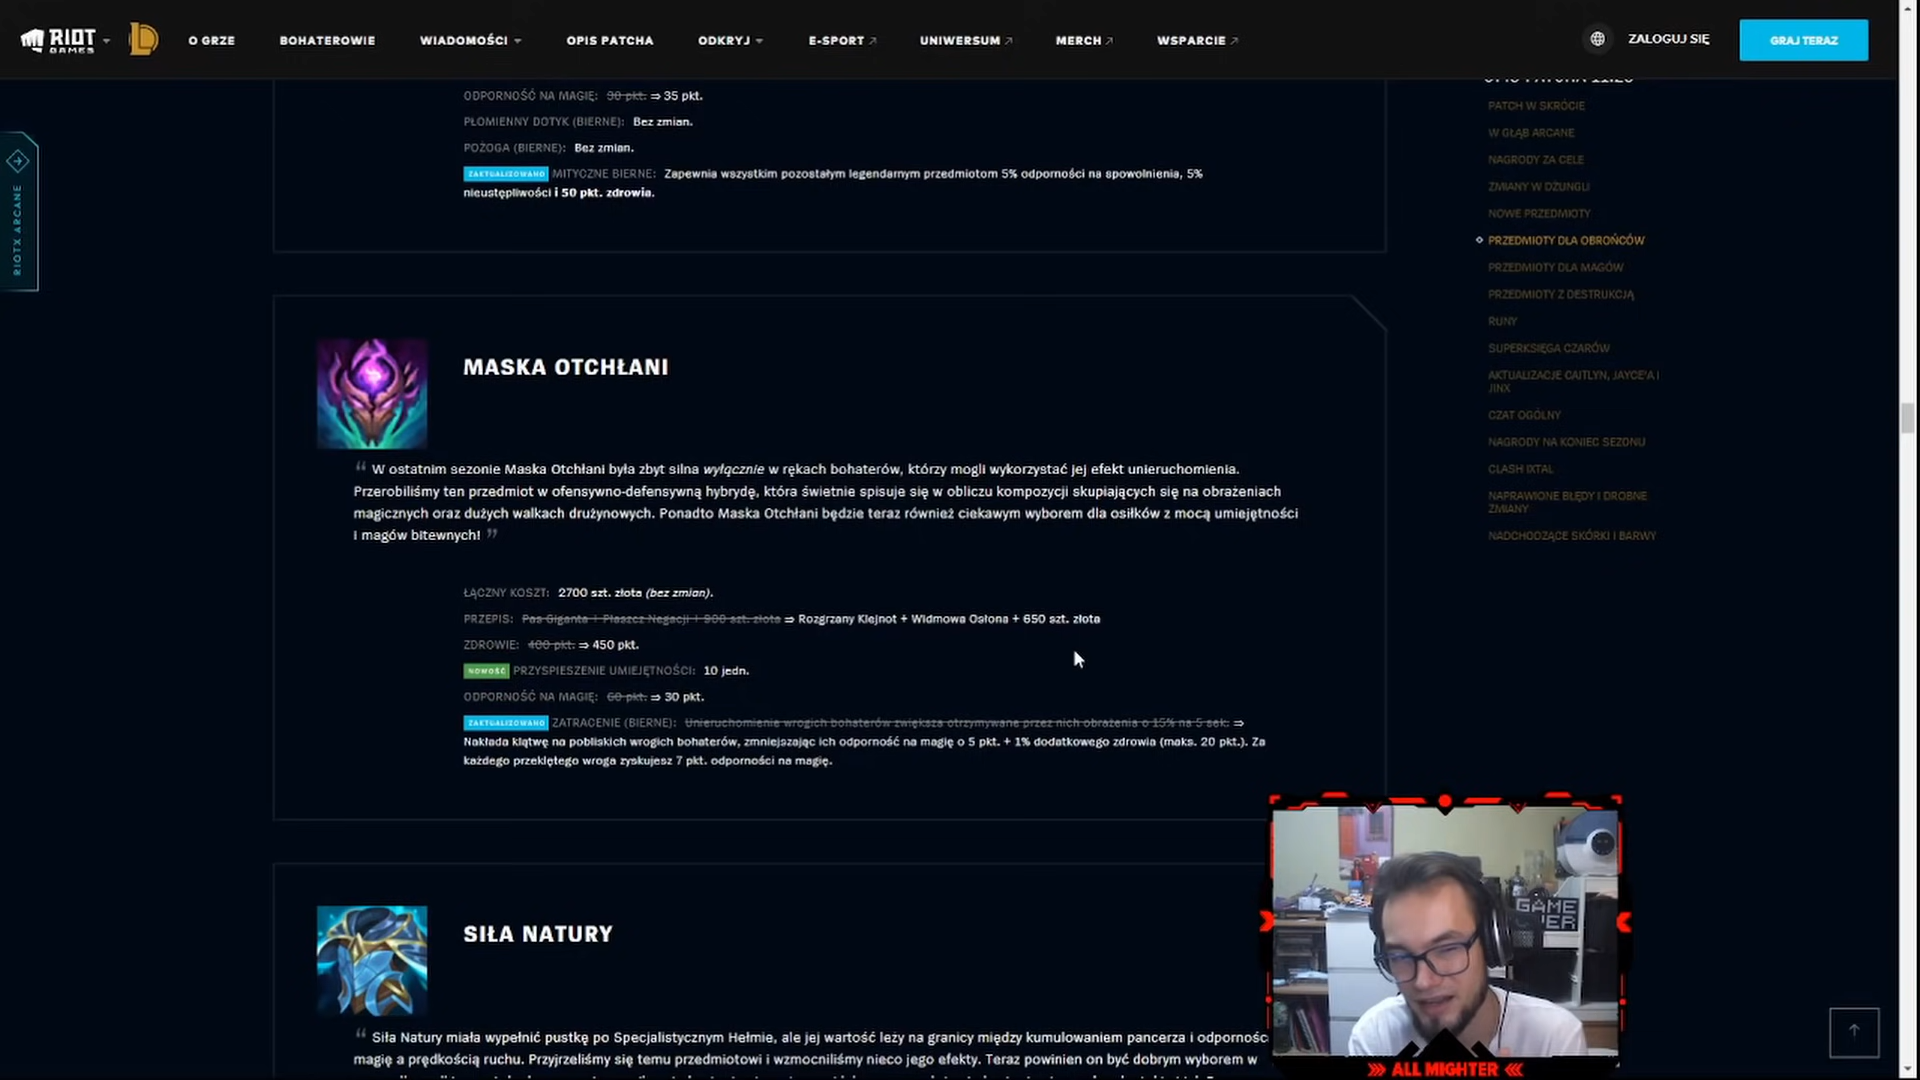 RIOT GAMES
O GRZE
BOHATEROWIE
WIADOMOŚCI
OPIS PATCHA
ODKRYJ
E-SPORT
UNIWERSUM
MERCH
WSPARCIE
ZALOGUJ SIĘ
GRAJ TERAZ
RIOTX ARCANE
ODPORNOŚĆ NA MAGIĘ: 30 pkt. ⇒ 35 pkt.
PŁOMIENNY DOTYK (BIERNE): Bez zmian.
POŻOGA (BIERNE): Bez zmian.
ZAKTUALIZOWANO MITYCZNE BIERNE: Zapewnia wszystkim pozostałym legendarnym przedmiotom 5% odporności na spowolnienia, 5%
nieustępliwości i 50 pkt. zdrowia.
MASKA OTCHŁANI
“ W ostatnim sezonie Maska Otchłani była zbyt silna wyłącznie w rękach bohaterów, którzy mogli wykorzystać jej efekt unieruchomienia.
Przerobiliśmy ten przedmiot w ofensywno-defensywną hybrydę, która świetnie spisuje się w obliczu kompozycji skupiających się na obrażeniach
magicznych oraz dużych walkach drużynowych. Ponadto Maska Otchłani będzie teraz również ciekawym wyborem dla osiłków z mocą umiejętności
i magów bitewnych! ”
ŁĄCZNY KOSZT: 2700 szt. złota (bez zmian).
PRZEPIS: Pas Giganta + Płaszcz Negacji + 900 szt. złota ⇒ Rozgrzany Klejnot + Widmowa Osłona + 650 szt. złota
ZDROWIE: 400 pkt. ⇒ 450 pkt.
NOWOŚĆ PRZYSPIESZENIE UMIEJĘTNOŚCI: 10 jedn.
ODPORNOŚĆ NA MAGIĘ: 60 pkt. ⇒ 30 pkt.
ZAKTUALIZOWANO ZATRACENIE (BIERNE): Unieruchomienie wrogich bohaterów zwiększa otrzymywane przez nich obrażenia o 15% na 5 sek. ⇒
Nakłada klątwę na pobliskich wrogich bohaterów, zmniejszając ich odporność na magię o 5 pkt. + 1% dodatkowego zdrowia (maks. 20 pkt.). Za
każdego przeklętego wroga zyskujesz 7 pkt. odporności na magię.
SIŁA NATURY
“ Siła Natury miała wypełnić pustkę po Specjalistycznym Hełmie, ale jej wartość leży na granicy między kumulowaniem pancerza i odpornośc
magię a prędkością ruchu. Przyjrzeliśmy się temu przedmiotowi i wzmocniliśmy nieco jego efekty. Teraz powinien on być dobrym wyborem w
PATCH W SKRÓCIE
W GŁĄB ARCANE
NAGRODY ZA CELE
ZMIANY W DŻUNGLI
NOWE PRZEDMIOTY
PRZEDMIOTY DLA OBROŃCÓW
PRZEDMIOTY DLA MAGÓW
PRZEDMIOTY Z DESTRUKCJĄ
RUNY
SUPERKSIĘGA CZARÓW
AKTUALIZACJE CAITLYN, JAYCE'A I
JINX
CZAT OGÓLNY
NAGRODY NA KONIEC SEZONU
CLASH IXTAL
NAPRAWIONE BŁĘDY I DROBNE
ZMIANY
NADCHODZĄCE SKÓRKI I BARWY
GAME
ALL MIGHTER